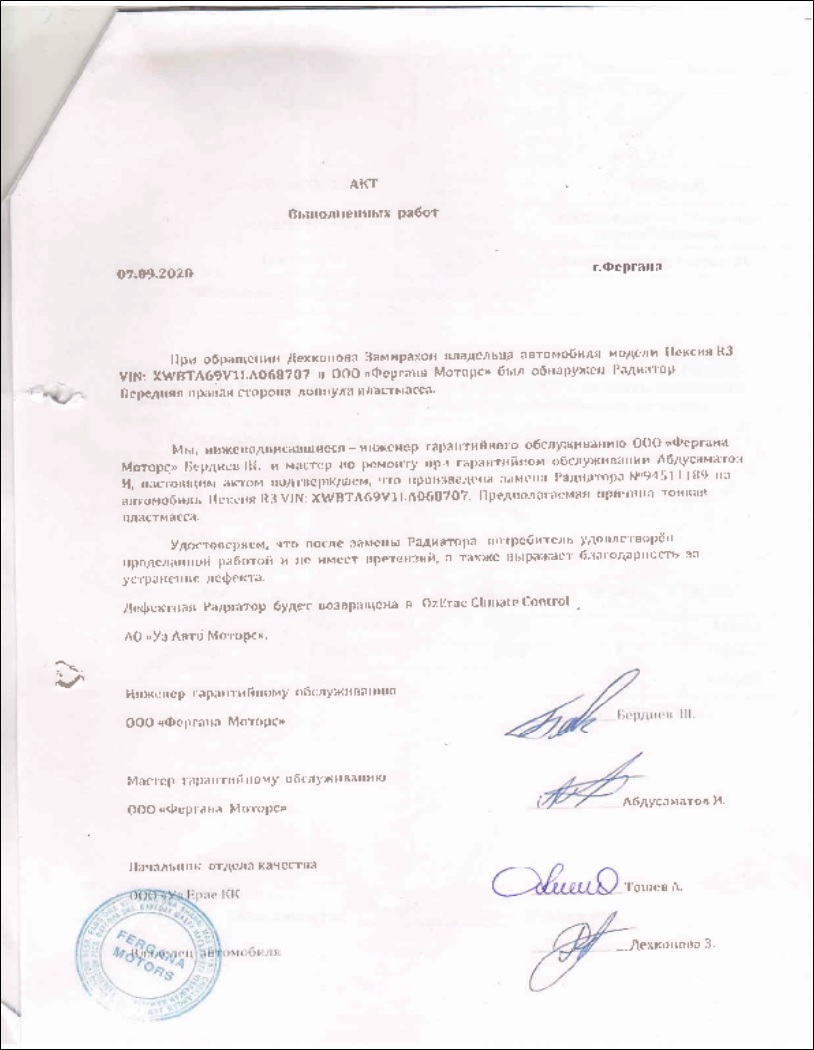 АКТ
Выполненных работ
07.09.2020 г.Фергана
При обращении Дехконова Замирахон владельца автомобиля модели Нексия R3
VIN: XWBTA69V1LA068707 в ООО «Фергана Моторс» был обнаружен Радиатор
Передняя правая сторона лопнула пластмасса.
Мы, нижеподписавшиеся – инженер гарантийного обслуживанию ООО «Фергана
Моторс» Бердиев Ш. и мастер по ремонту при гарантийном обслуживании Абдусаматов
И, настоящим актом подтверждаем, что произведена замена Радиатора №94511189 на
автомобиль Нексия R3 VIN: XWBTA69V1LA068707. Предполагаемая причина тонкая
пластмасса.
Удостоверяем, что после замены Радиатора потребитель удовлетворён
проделанной работой и не имеет претензий, а также выражает благодарность за
устранение дефекта.
Дефектная Радиатор будет возвращена в OzErae Climate Control
АО «Уз Авто Моторс».
Инженер гарантийному обслуживанию
ООО «Фергана Моторс» Бердиев Ш.
Мастер гарантийному обслуживанию
ООО «Фергана Моторс» Абдусаматов И.
Начальник отдела качества
ООО «Уз Ерае КК Тошев А.
Владелец автомобиля Дехконова З.
FERGANA
MOTORS